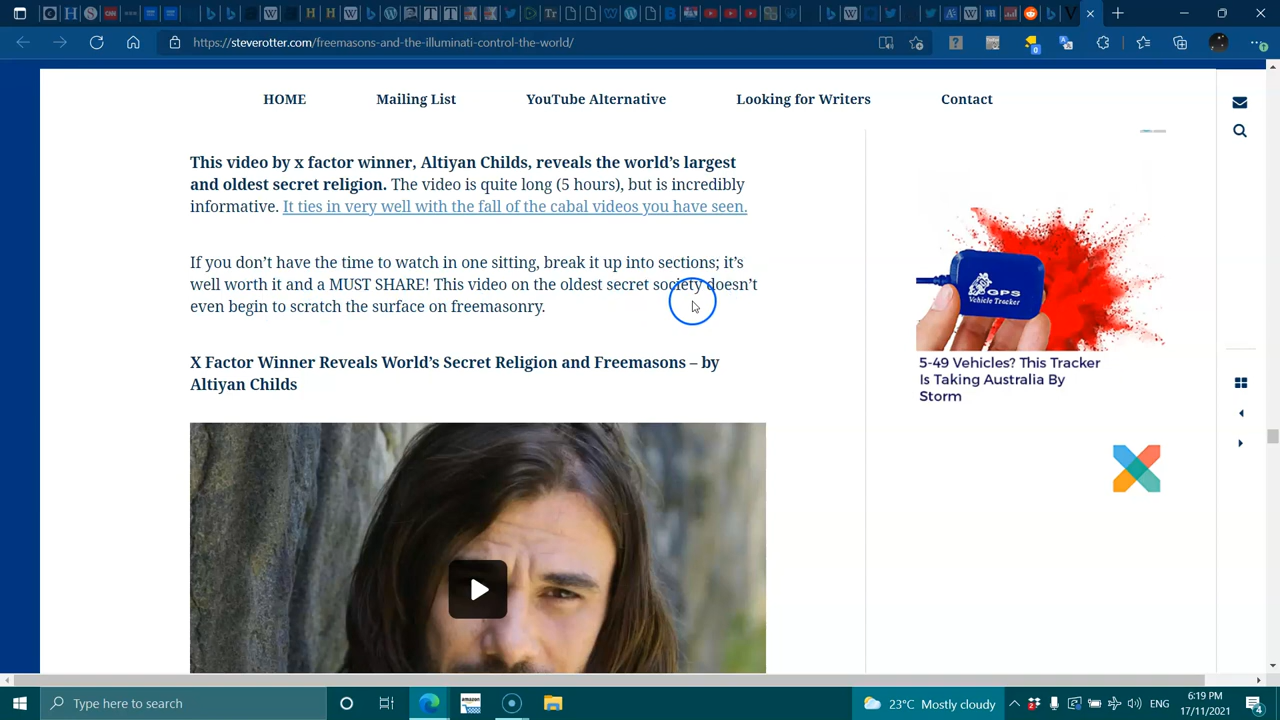 https://steverotter.com/freemasons-and-the-illuminati-control-the-world/
HOME
Mailing List
YouTube Alternative
Looking for Writers
Contact
This video by x factor winner, Altiyan Childs, reveals the world's largest
and oldest secret religion. The video is quite long (5 hours), but is incredibly
informative. It ties in very well with the fall of the cabal videos you have seen.
If you don't have the time to watch in one sitting, break it up into sections; it's
well worth it and a MUST SHARE! This video on the oldest secret society doesn't
even begin to scratch the surface on freemasonry.
X Factor Winner Reveals World's Secret Religion and Freemasons – by
Altiyan Childs
GPS
Vehicle Tracker
5-49 Vehicles? This Tracker
Is Taking Australia By
Storm
Type here to search
amazon
23°C Mostly cloudy
ENG
6:19 PM
17/11/2021